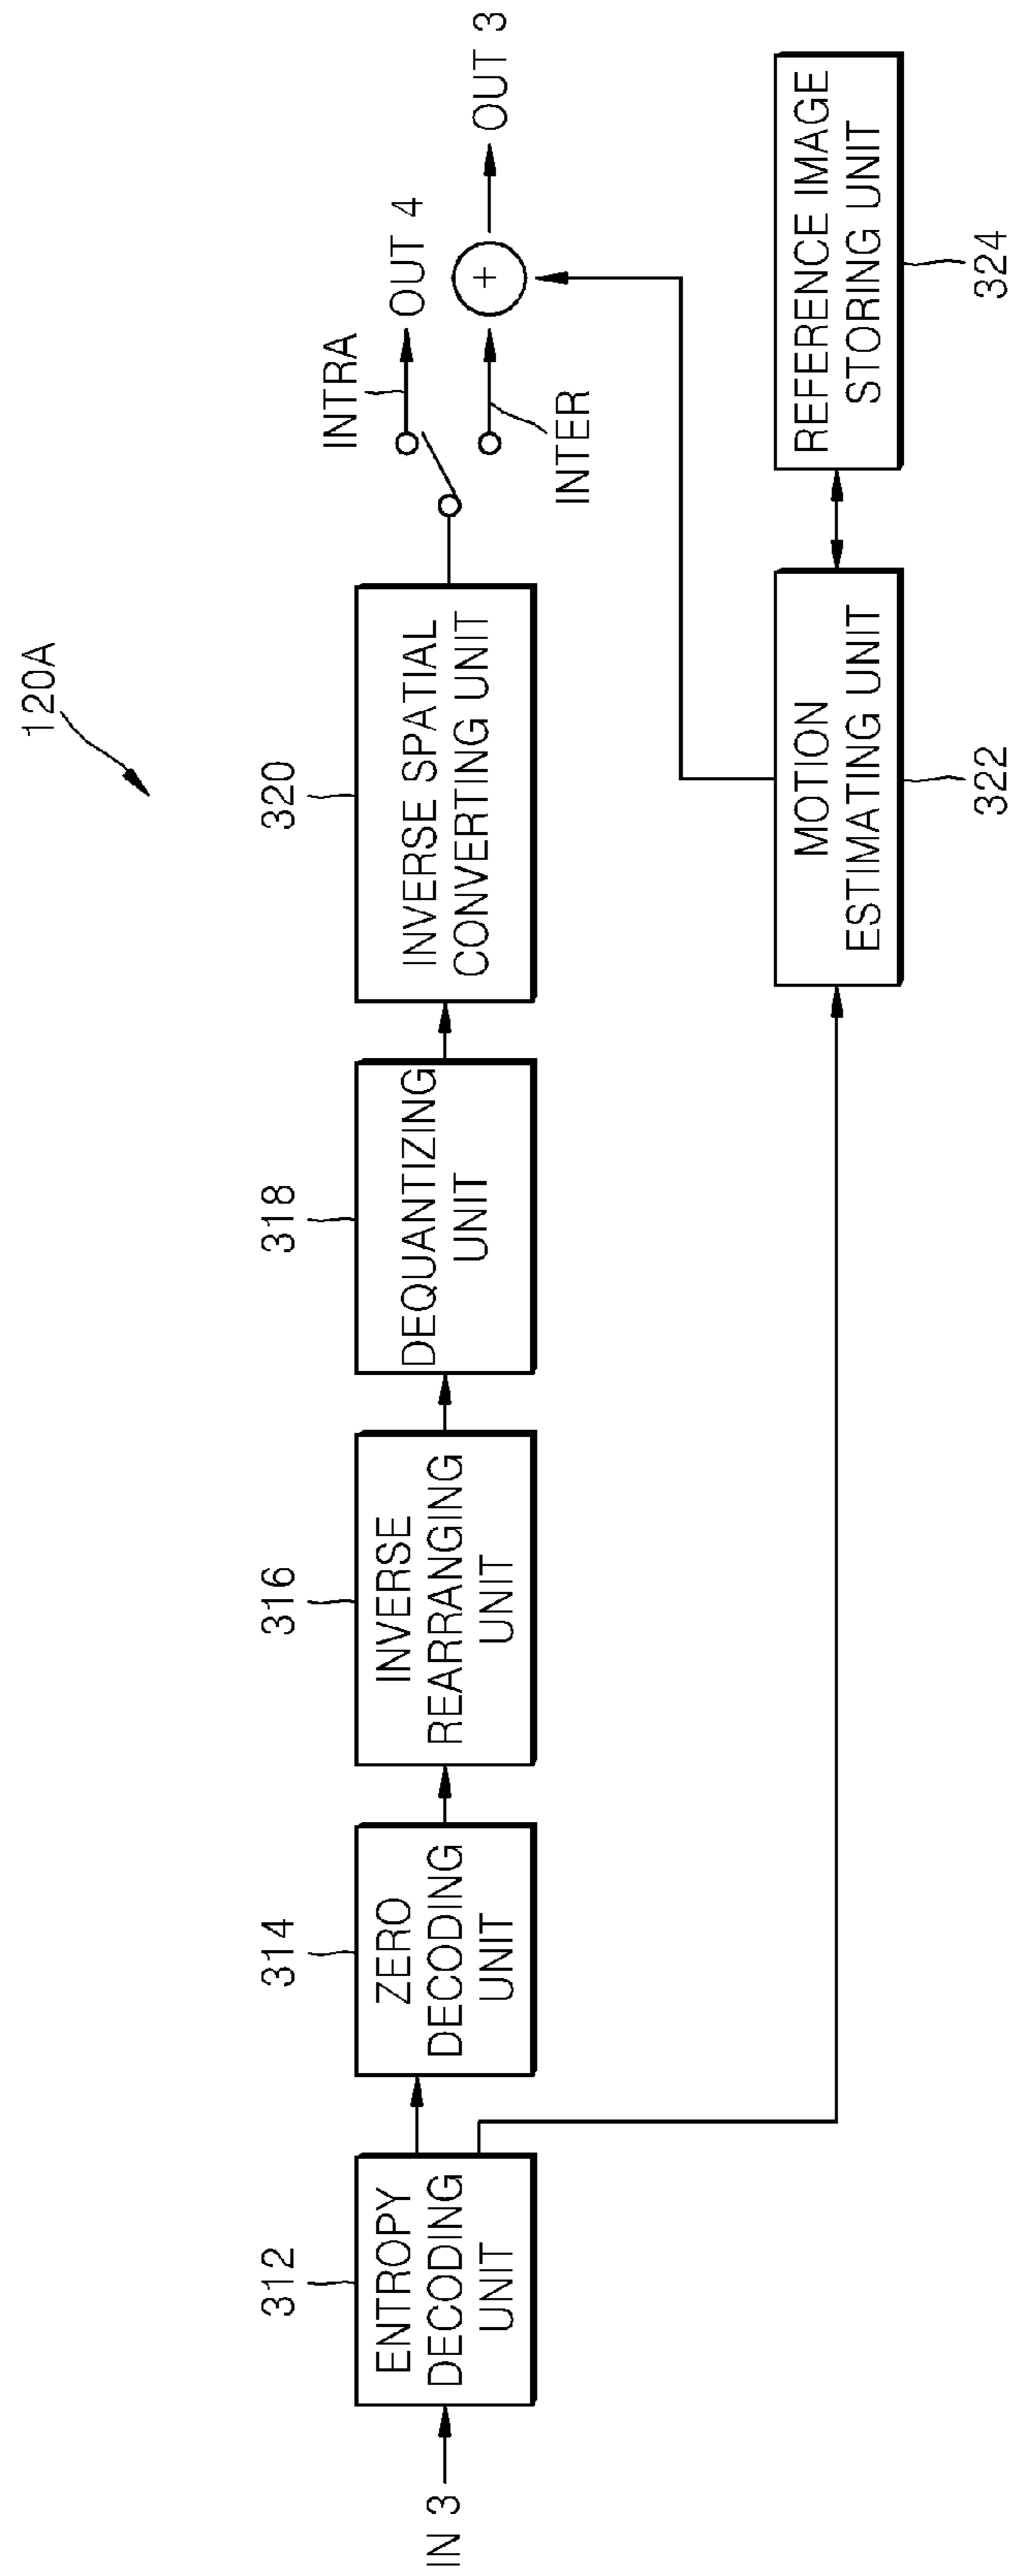 120A
IN 3
312
ENTROPY
DECODING
UNIT
314
ZERO
DECODING
UNIT
316
INVERSE
REARRANGING
UNIT
318
DEQUANTIZING
UNIT
320
INVERSE SPATIAL
CONVERTING UNIT
INTRA
OUT 4
INTER
+
OUT 3
MOTION
ESTIMATING UNIT
322
REFERENCE IMAGE
STORING UNIT
324